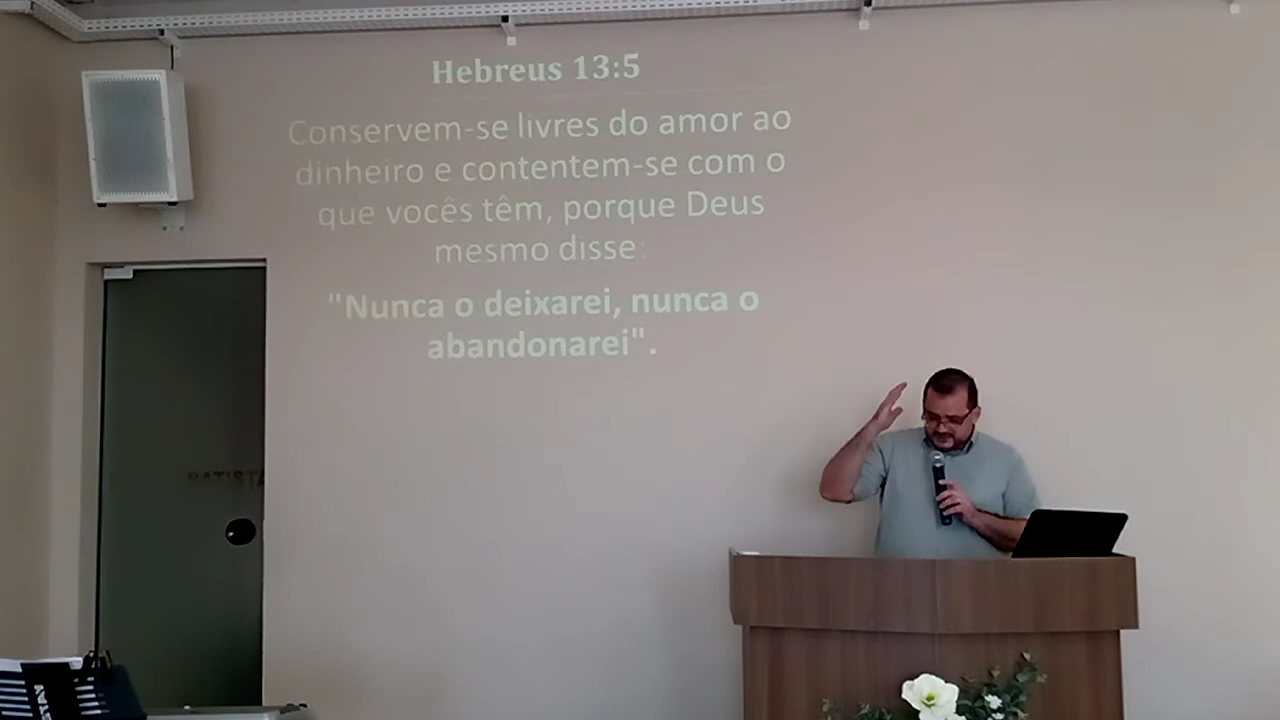 Hebreus 13:5
Conservem-se livres do amor ao
dinheiro e contentem-se com o
que vocês têm, porque Deus
mesmo disse:
"Nunca o deixarei, nunca o
abandonarei".
BATISTA